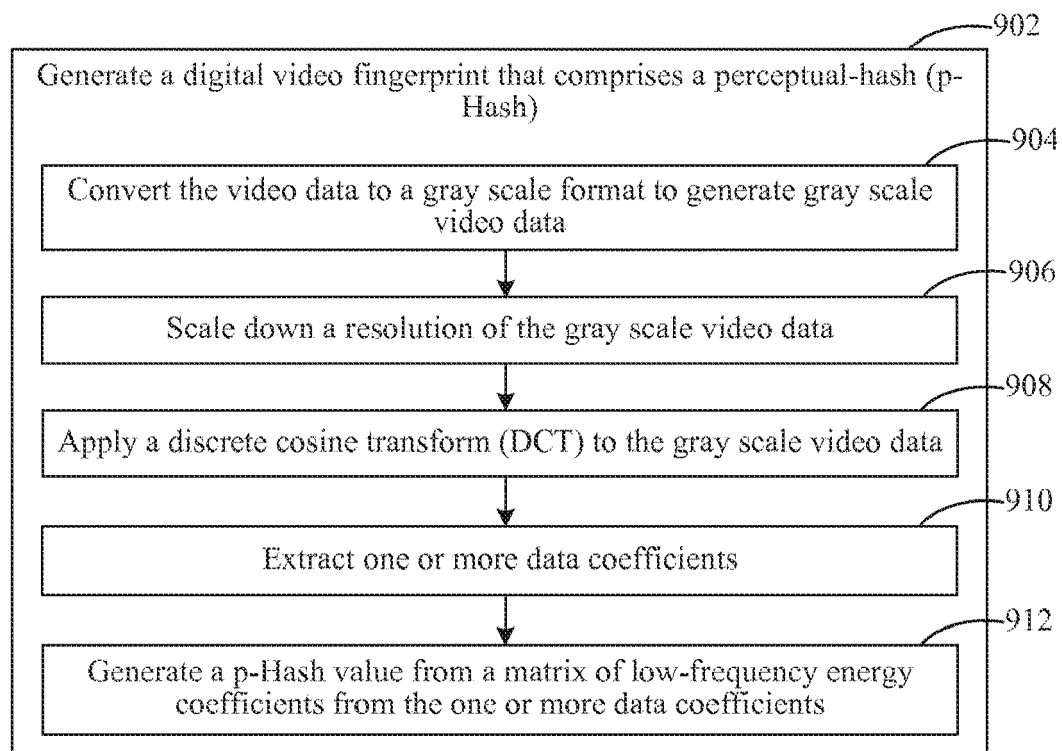 902
Generate a digital video fingerprint that comprises a perceptual-hash (p-
Hash)
904
Convert the video data to a gray scale format to generate gray scale
video data
906
Scale down a resolution of the gray scale video data
908
Apply a discrete cosine transform (DCT) to the gray scale video data
910
Extract one or more data coefficients
912
Generate a p-Hash value from a matrix of low-frequency energy
coefficients from the one or more data coefficients